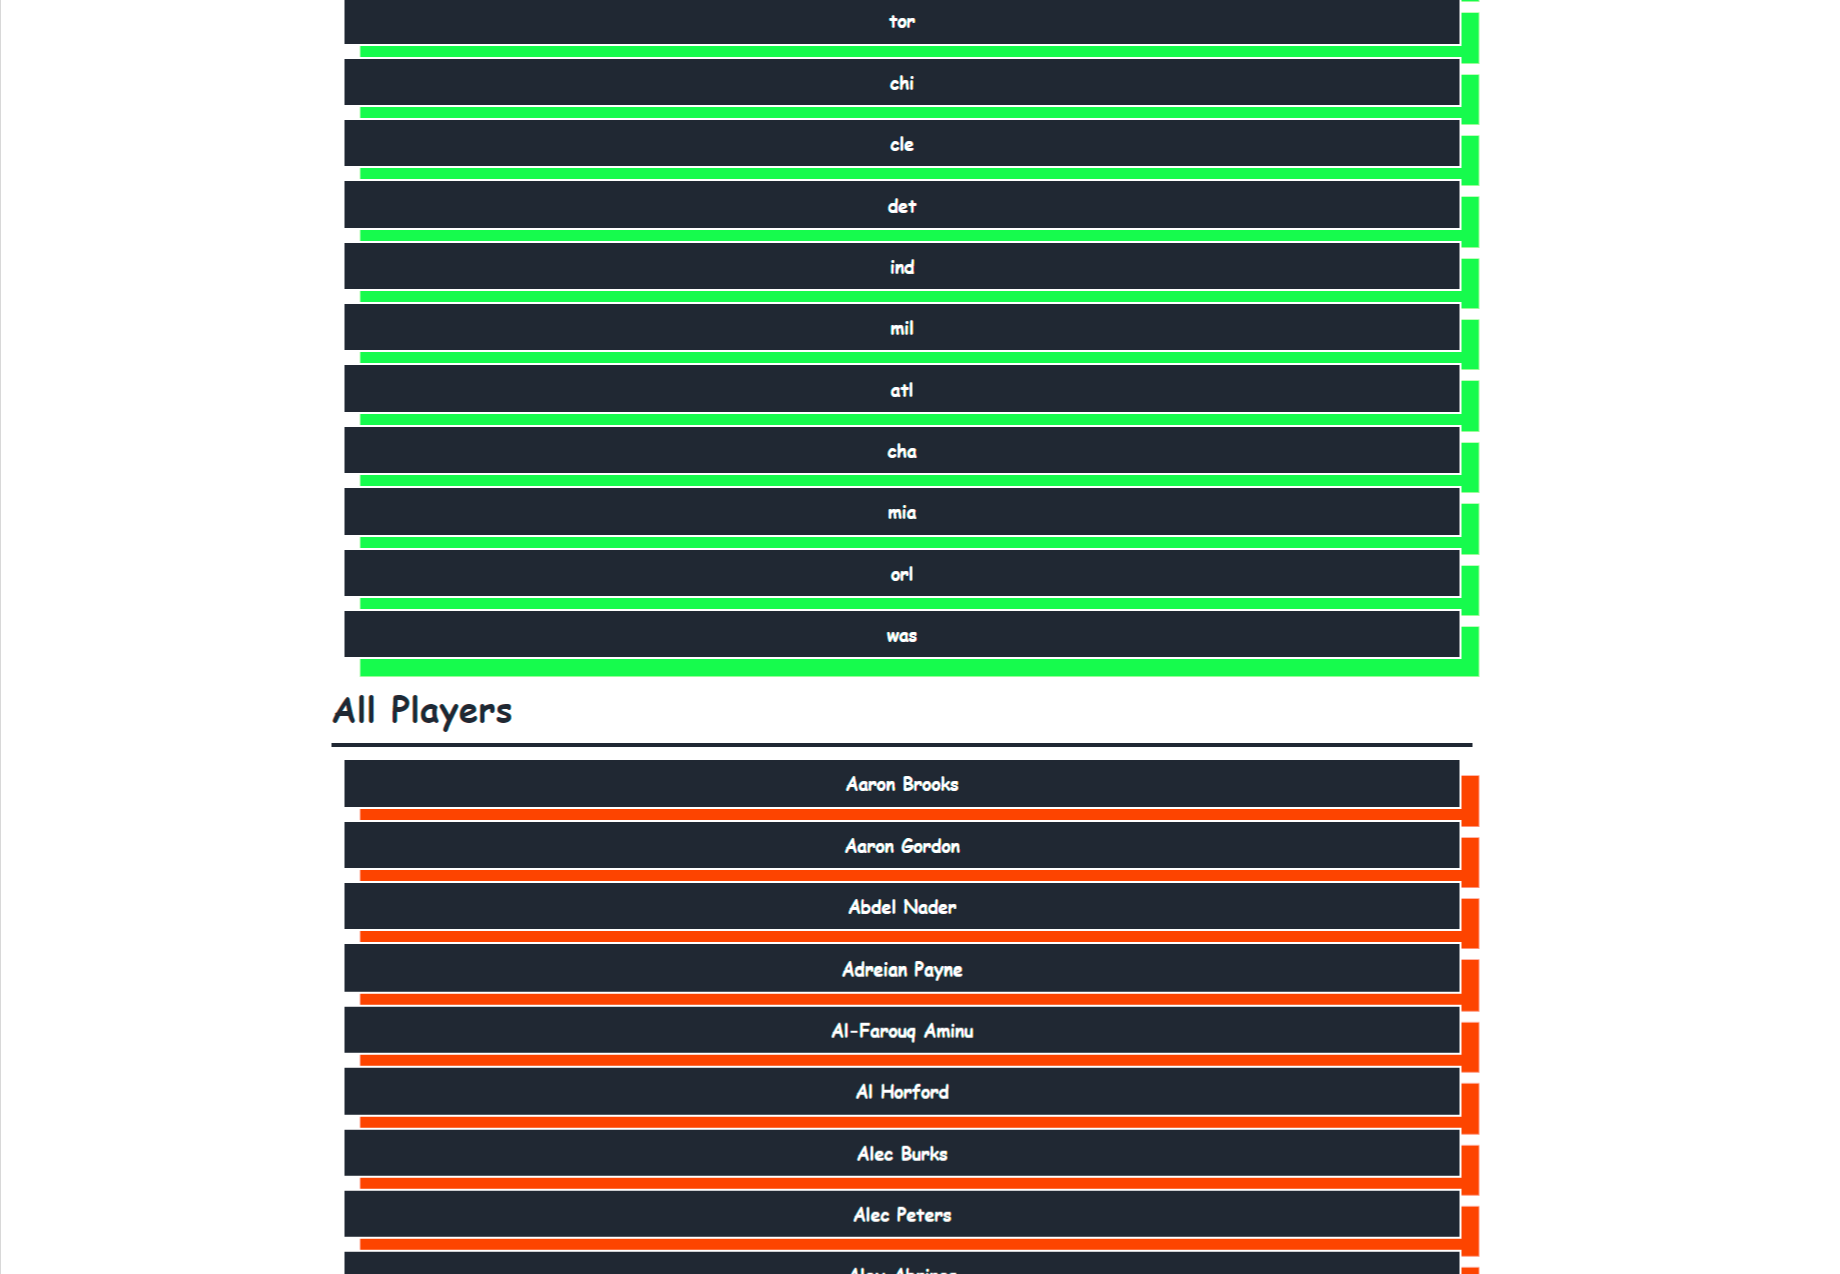 tor
chi
cle
det
ind
mil
atl
cha
mia
orl
was
All Players
Aaron Brooks
Aaron Gordon
Abdel Nader
Adreian Payne
Al-Farouq Aminu
Al Horford
Alec Burks
Alec Peters